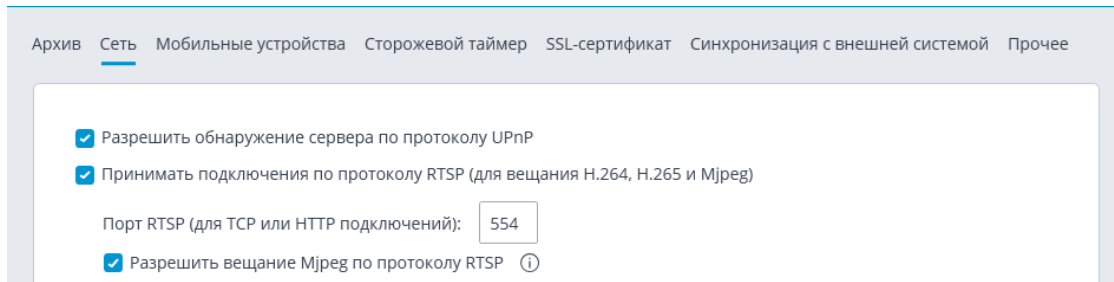 Архив Сеть Мобильные устройства Сторожевой таймер SSL-сертификат Синхронизация с внешней системой Прочее
Разрешить обнаружение сервера по протоколу UPnP
Принимать подключения по протоколу RTSP (для вещания H.264, H.265 и Mjpeg)
Порт RTSP (для TCP или HTTP подключений): 554
Разрешить вещание Mjpeg по протоколу RTSP